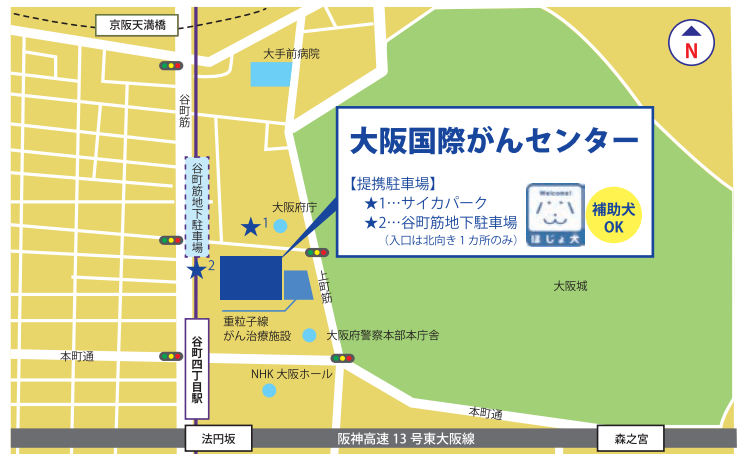 京阪天満橋
N
大手前病院
谷町筋
大阪国際がんセンター
【提携駐車場】
★1…サイカパーク
★2…谷町筋地下駐車場
（入口は北向き1カ所のみ）
Welcome!
ほじょ犬
補助犬
OK
谷町筋地下駐車場
大阪府庁
★1
★2
上町筋
大阪城
重粒子線
がん治療施設
大阪府警察本部本庁舎
谷町四丁目駅
本町通
NHK 大阪ホール
本町通
法円坂
阪神高速 13 号東大阪線
森之宮